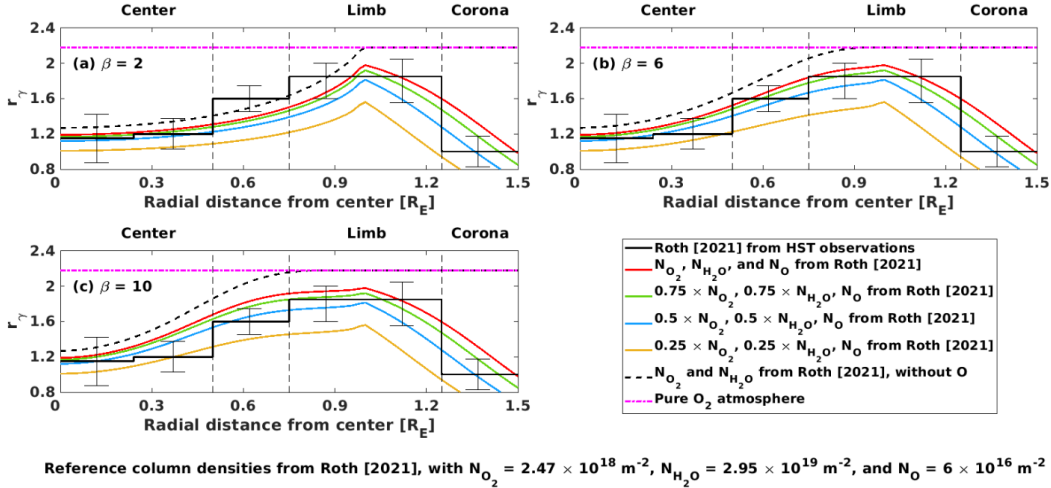 Center Limb Corona
2.4
2
1.6
1.2
0.8
r_γ
(a) β = 2
0 0.3 0.6 0.9 1.2 1.5
Radial distance from center [R_E]
Center Limb Corona
2.4
2
1.6
1.2
0.8
r_γ
(b) β = 6
0 0.3 0.6 0.9 1.2 1.5
Radial distance from center [R_E]
Center Limb Corona
2.4
2
1.6
1.2
0.8
r_γ
(c) β = 10
0 0.3 0.6 0.9 1.2 1.5
Radial distance from center [R_E]
Roth [2021] from HST observations
N_O₂, N_H₂O, and N_O from Roth [2021]
0.75 × N_O₂, 0.75 × N_H₂O, N_O from Roth [2021]
0.5 × N_O₂, 0.5 × N_H₂O, N_O from Roth [2021]
0.25 × N_O₂, 0.25 × N_H₂O, N_O from Roth [2021]
N_O₂ and N_H₂O from Roth [2021], without O
Pure O₂ atmosphere
Reference column densities from Roth [2021], with N_O₂ = 2.47 × 10¹⁸ m⁻², N_H₂O = 2.95 × 10¹⁹ m⁻², and N_O = 6 × 10¹⁶ m⁻²